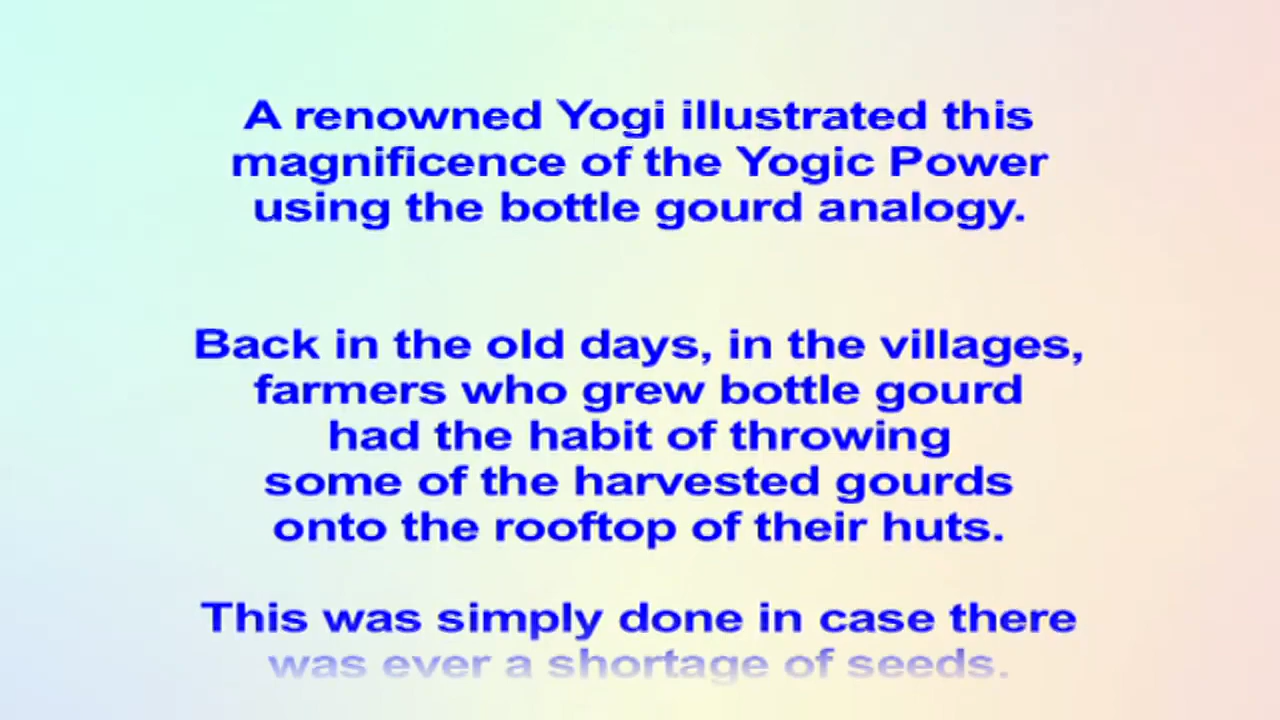 A renowned Yogi illustrated this
magnificence of the Yogic Power
using the bottle gourd analogy.
Back in the old days, in the villages,
farmers who grew bottle gourd
had the habit of throwing
some of the harvested gourds
onto the rooftop of their huts.
This was simply done in case there
was ever a shortage of seeds.